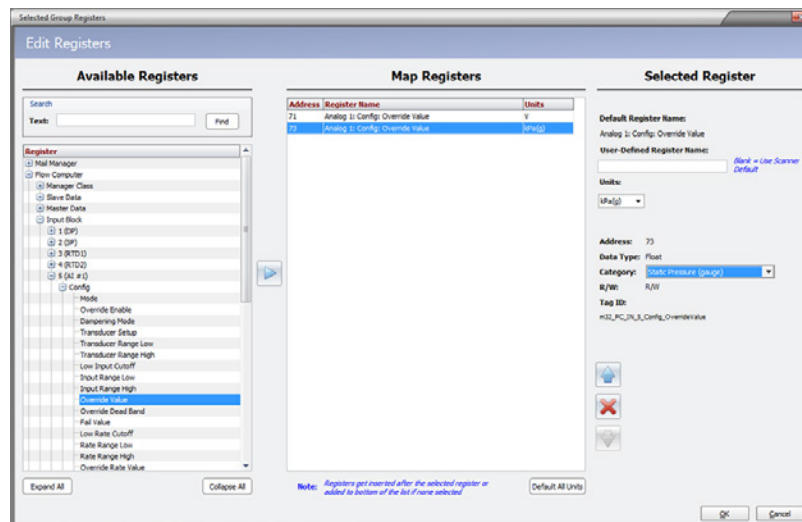 Selected Group Registers
Edit Registers
Available Registers
Search
Text:
Find
Register
Mail Manager
Flow Computer
Manager Class
Slave Data
Master Data
Input Block
1 (DP)
2 (SP)
3 (RTD1)
4 (RTD2)
5 (AI #1)
Config
Mode
Override Enable
Dampening Mode
Transducer Setup
Transducer Range Low
Transducer Range High
Low Input Cutoff
Input Range Low
Input Range High
Override Value
Override Dead Band
Fail Value
Low Rate Cutoff
Rate Range Low
Rate Range High
Override Rate Value
Expand All
Collapse All
Map Registers
Address Register Name Units
71 Analog 1: Config: Override Value V
73 Analog 1: Config: Override Value kPa(g)
Note: Registers get inserted after the selected register or
added to bottom of the list if none selected
Default All Units
Selected Register
Default Register Name:
Analog 1: Config: Override Value
User-Defined Register Name:
Blank = Use Scanner
Default
Units:
kPa(g)
Address: 73
Data Type: Float
Category: Static Pressure (gauge)
R/W: R/W
Tag ID:
m32_FC_IN_5_Config_OverrideValue
OK
Cancel